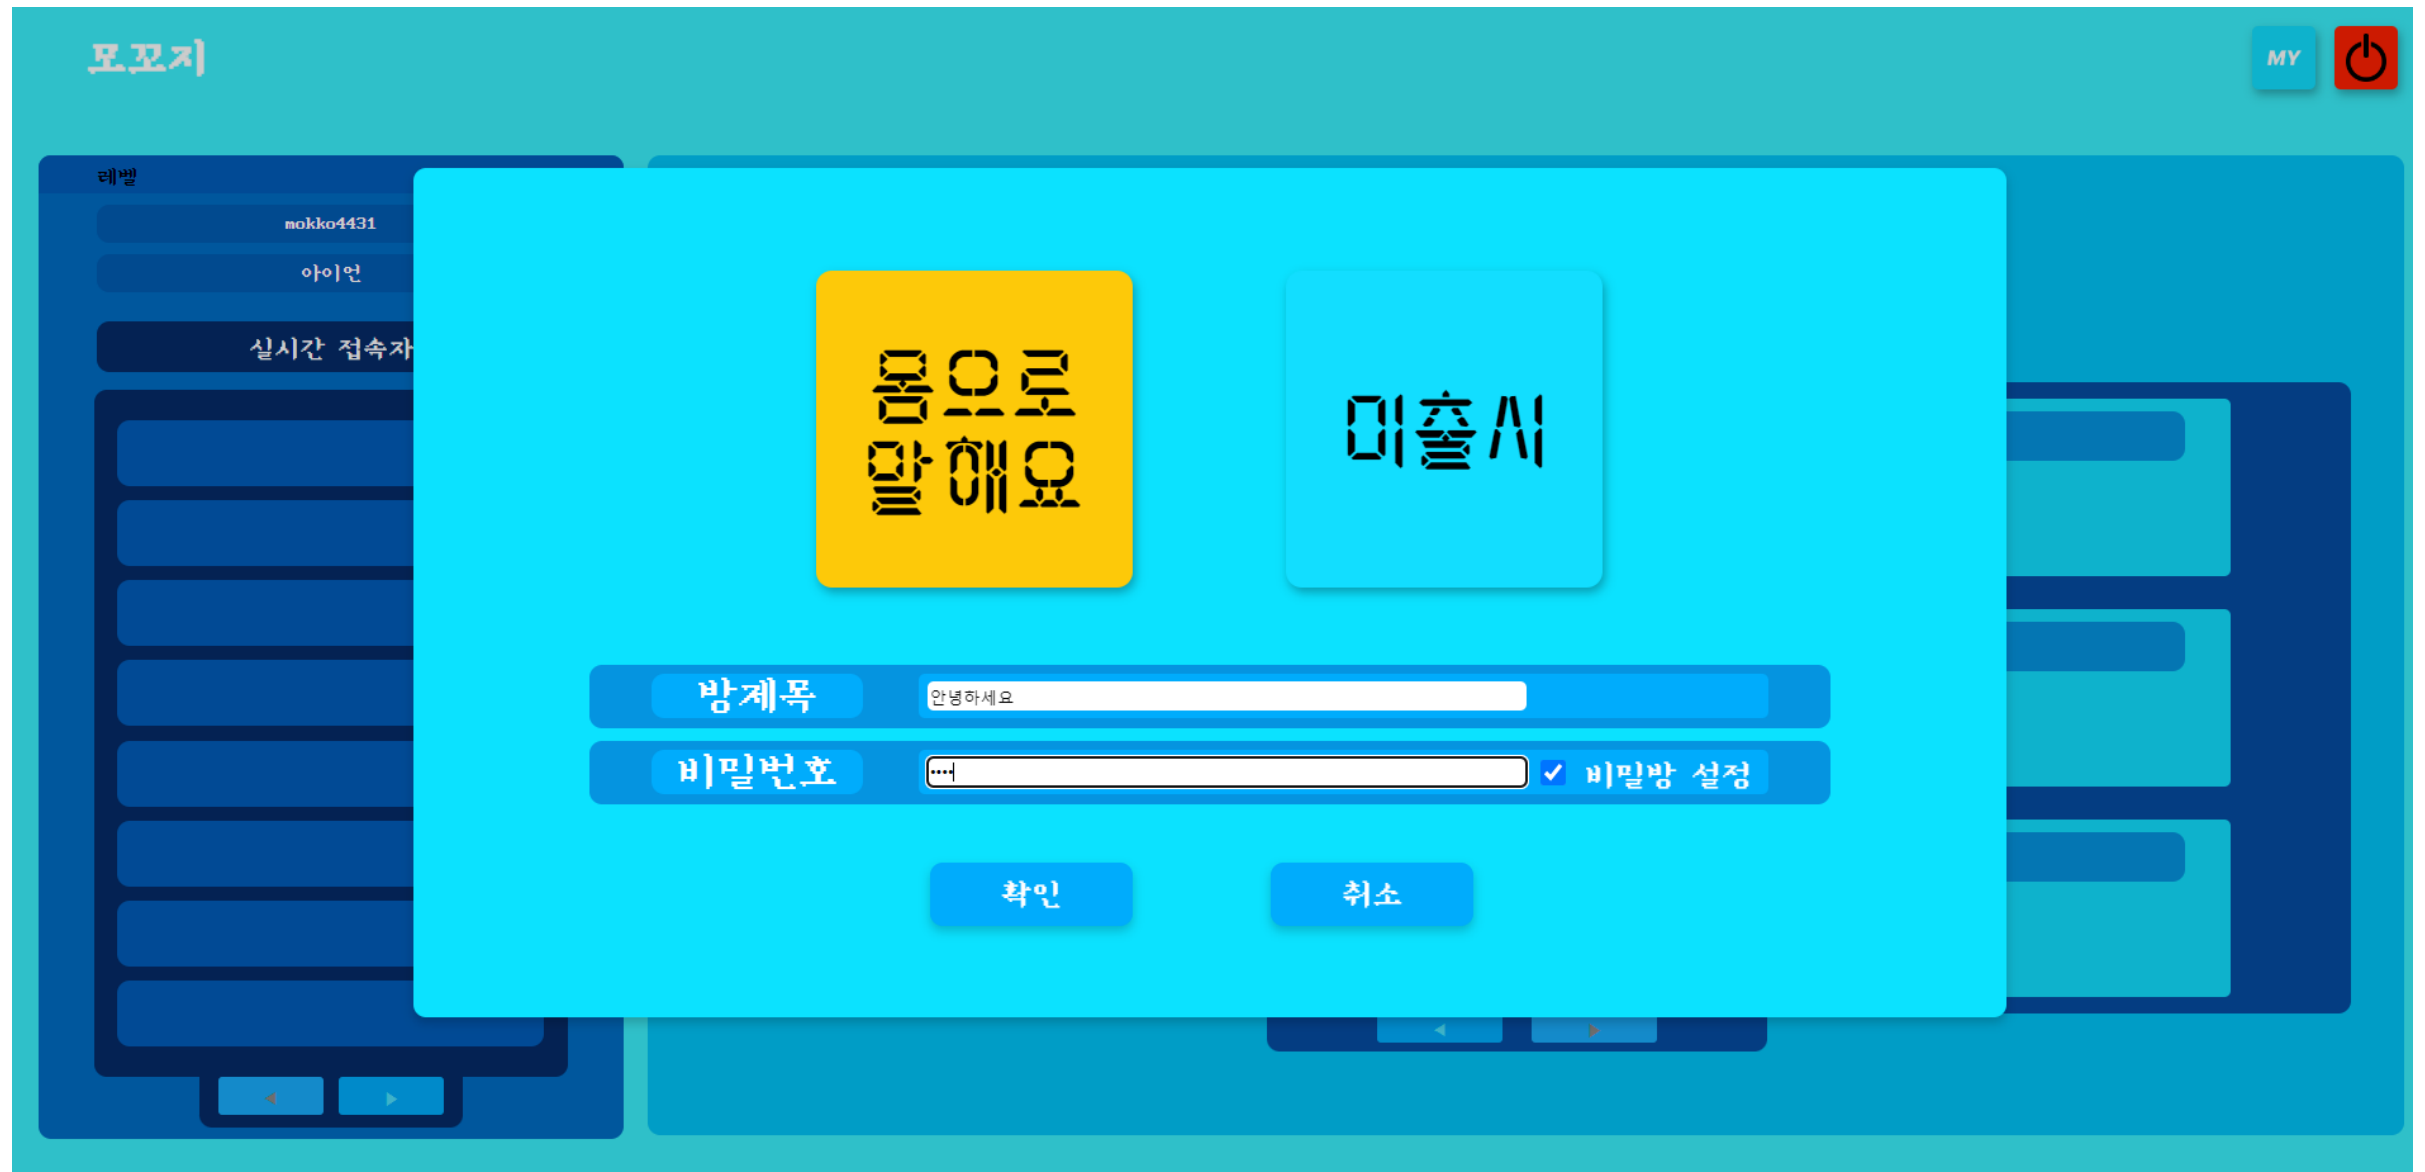 포꼬지
MY
레벨
mokko4431
아이언
실시간 접속자
몸으로
말해요
미출시
방제목
안녕하세요
비밀번호
••••
비밀방 설정
확인
취소